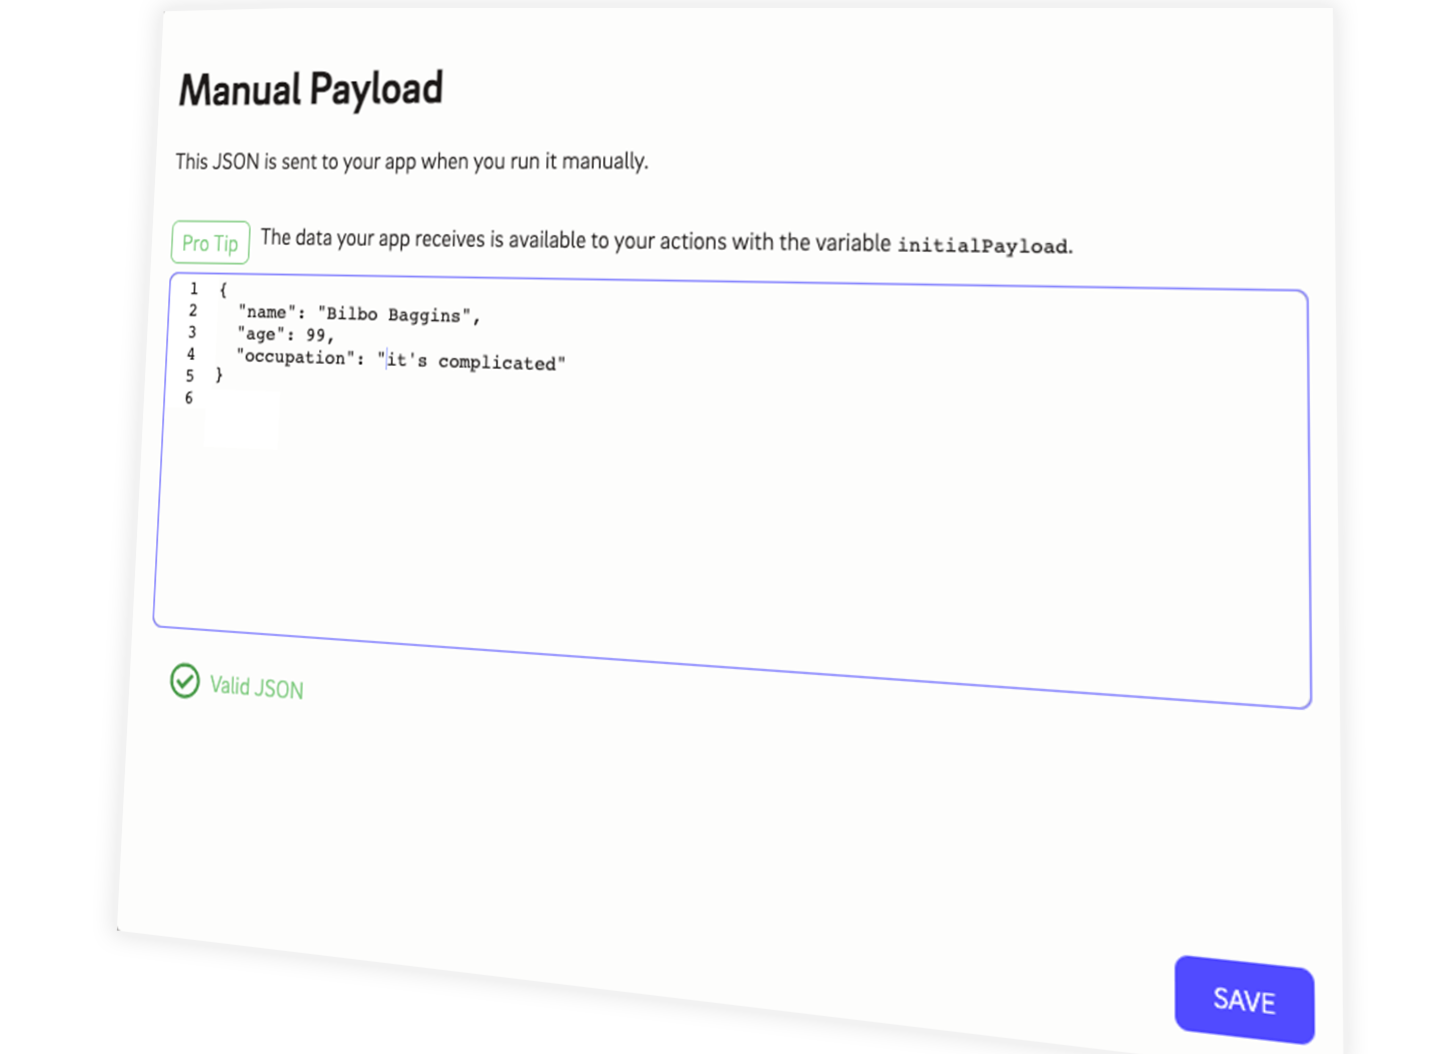 Manual Payload
This JSON is sent to your app when you run it manually.
Pro Tip The data your app receives is available to your actions with the variable initialPayload.
1 {
2 "name": "Bilbo Baggins",
3 "age": 99,
4 "occupation": "it's complicated"
5 }
6
Valid JSON
SAVE